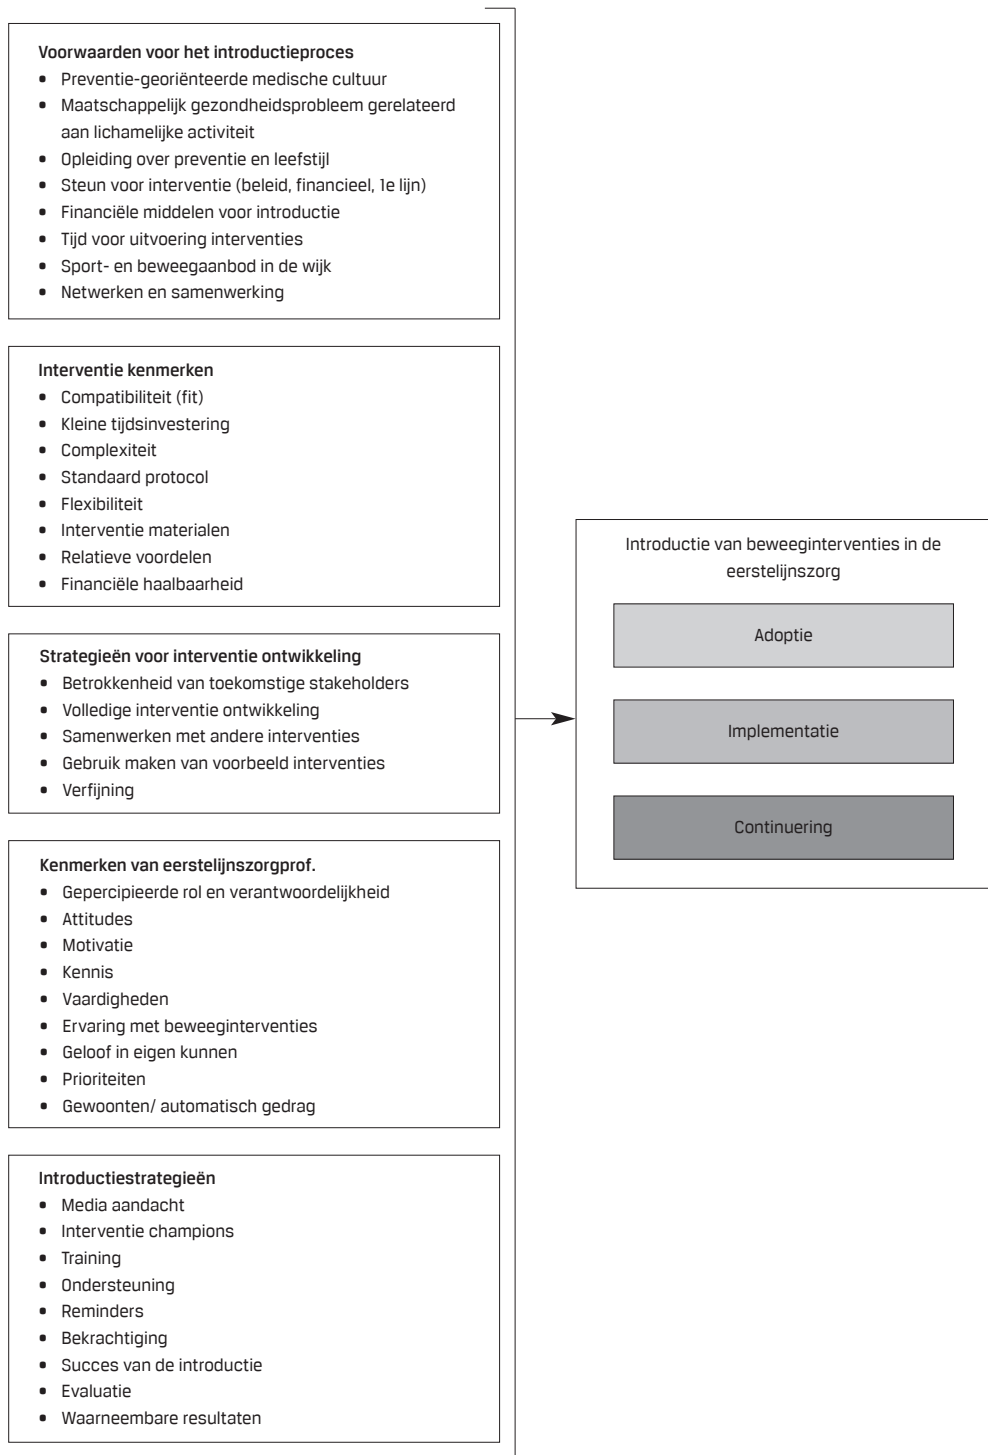 Voorwaarden voor het introductieproces
• Preventie-georiënteerde medische cultuur
• Maatschappelijk gezondheidsprobleem gerelateerd
aan lichamelijke activiteit
• Opleiding over preventie en leefstijl
• Steun voor interventie (beleid, financieel, 1e lijn)
• Financiële middelen voor introductie
• Tijd voor uitvoering interventies
• Sport- en beweegaanbod in de wijk
• Netwerken en samenwerking
Interventie kenmerken
• Compatibiliteit (fit)
• Kleine tijdsinvestering
• Complexiteit
• Standaard protocol
• Flexibiliteit
• Interventie materialen
• Relatieve voordelen
• Financiële haalbaarheid
Strategieën voor interventie ontwikkeling
• Betrokkenheid van toekomstige stakeholders
• Volledige interventie ontwikkeling
• Samenwerken met andere interventies
• Gebruik maken van voorbeeld interventies
• Verfijning
Kenmerken van eerstelijnszorgprof.
• Gepercipieerde rol en verantwoordelijkheid
• Attitudes
• Motivatie
• Kennis
• Vaardigheden
• Ervaring met beweeginterventies
• Geloof in eigen kunnen
• Prioriteiten
• Gewoonten/ automatisch gedrag
Introductiestrategieën
• Media aandacht
• Interventie champions
• Training
• Ondersteuning
• Reminders
• Bekrachtiging
• Succes van de introductie
• Evaluatie
• Waarneembare resultaten
Introductie van beweeginterventies in de
eerstelijnszorg
Adoptie
Implementatie
Continuering